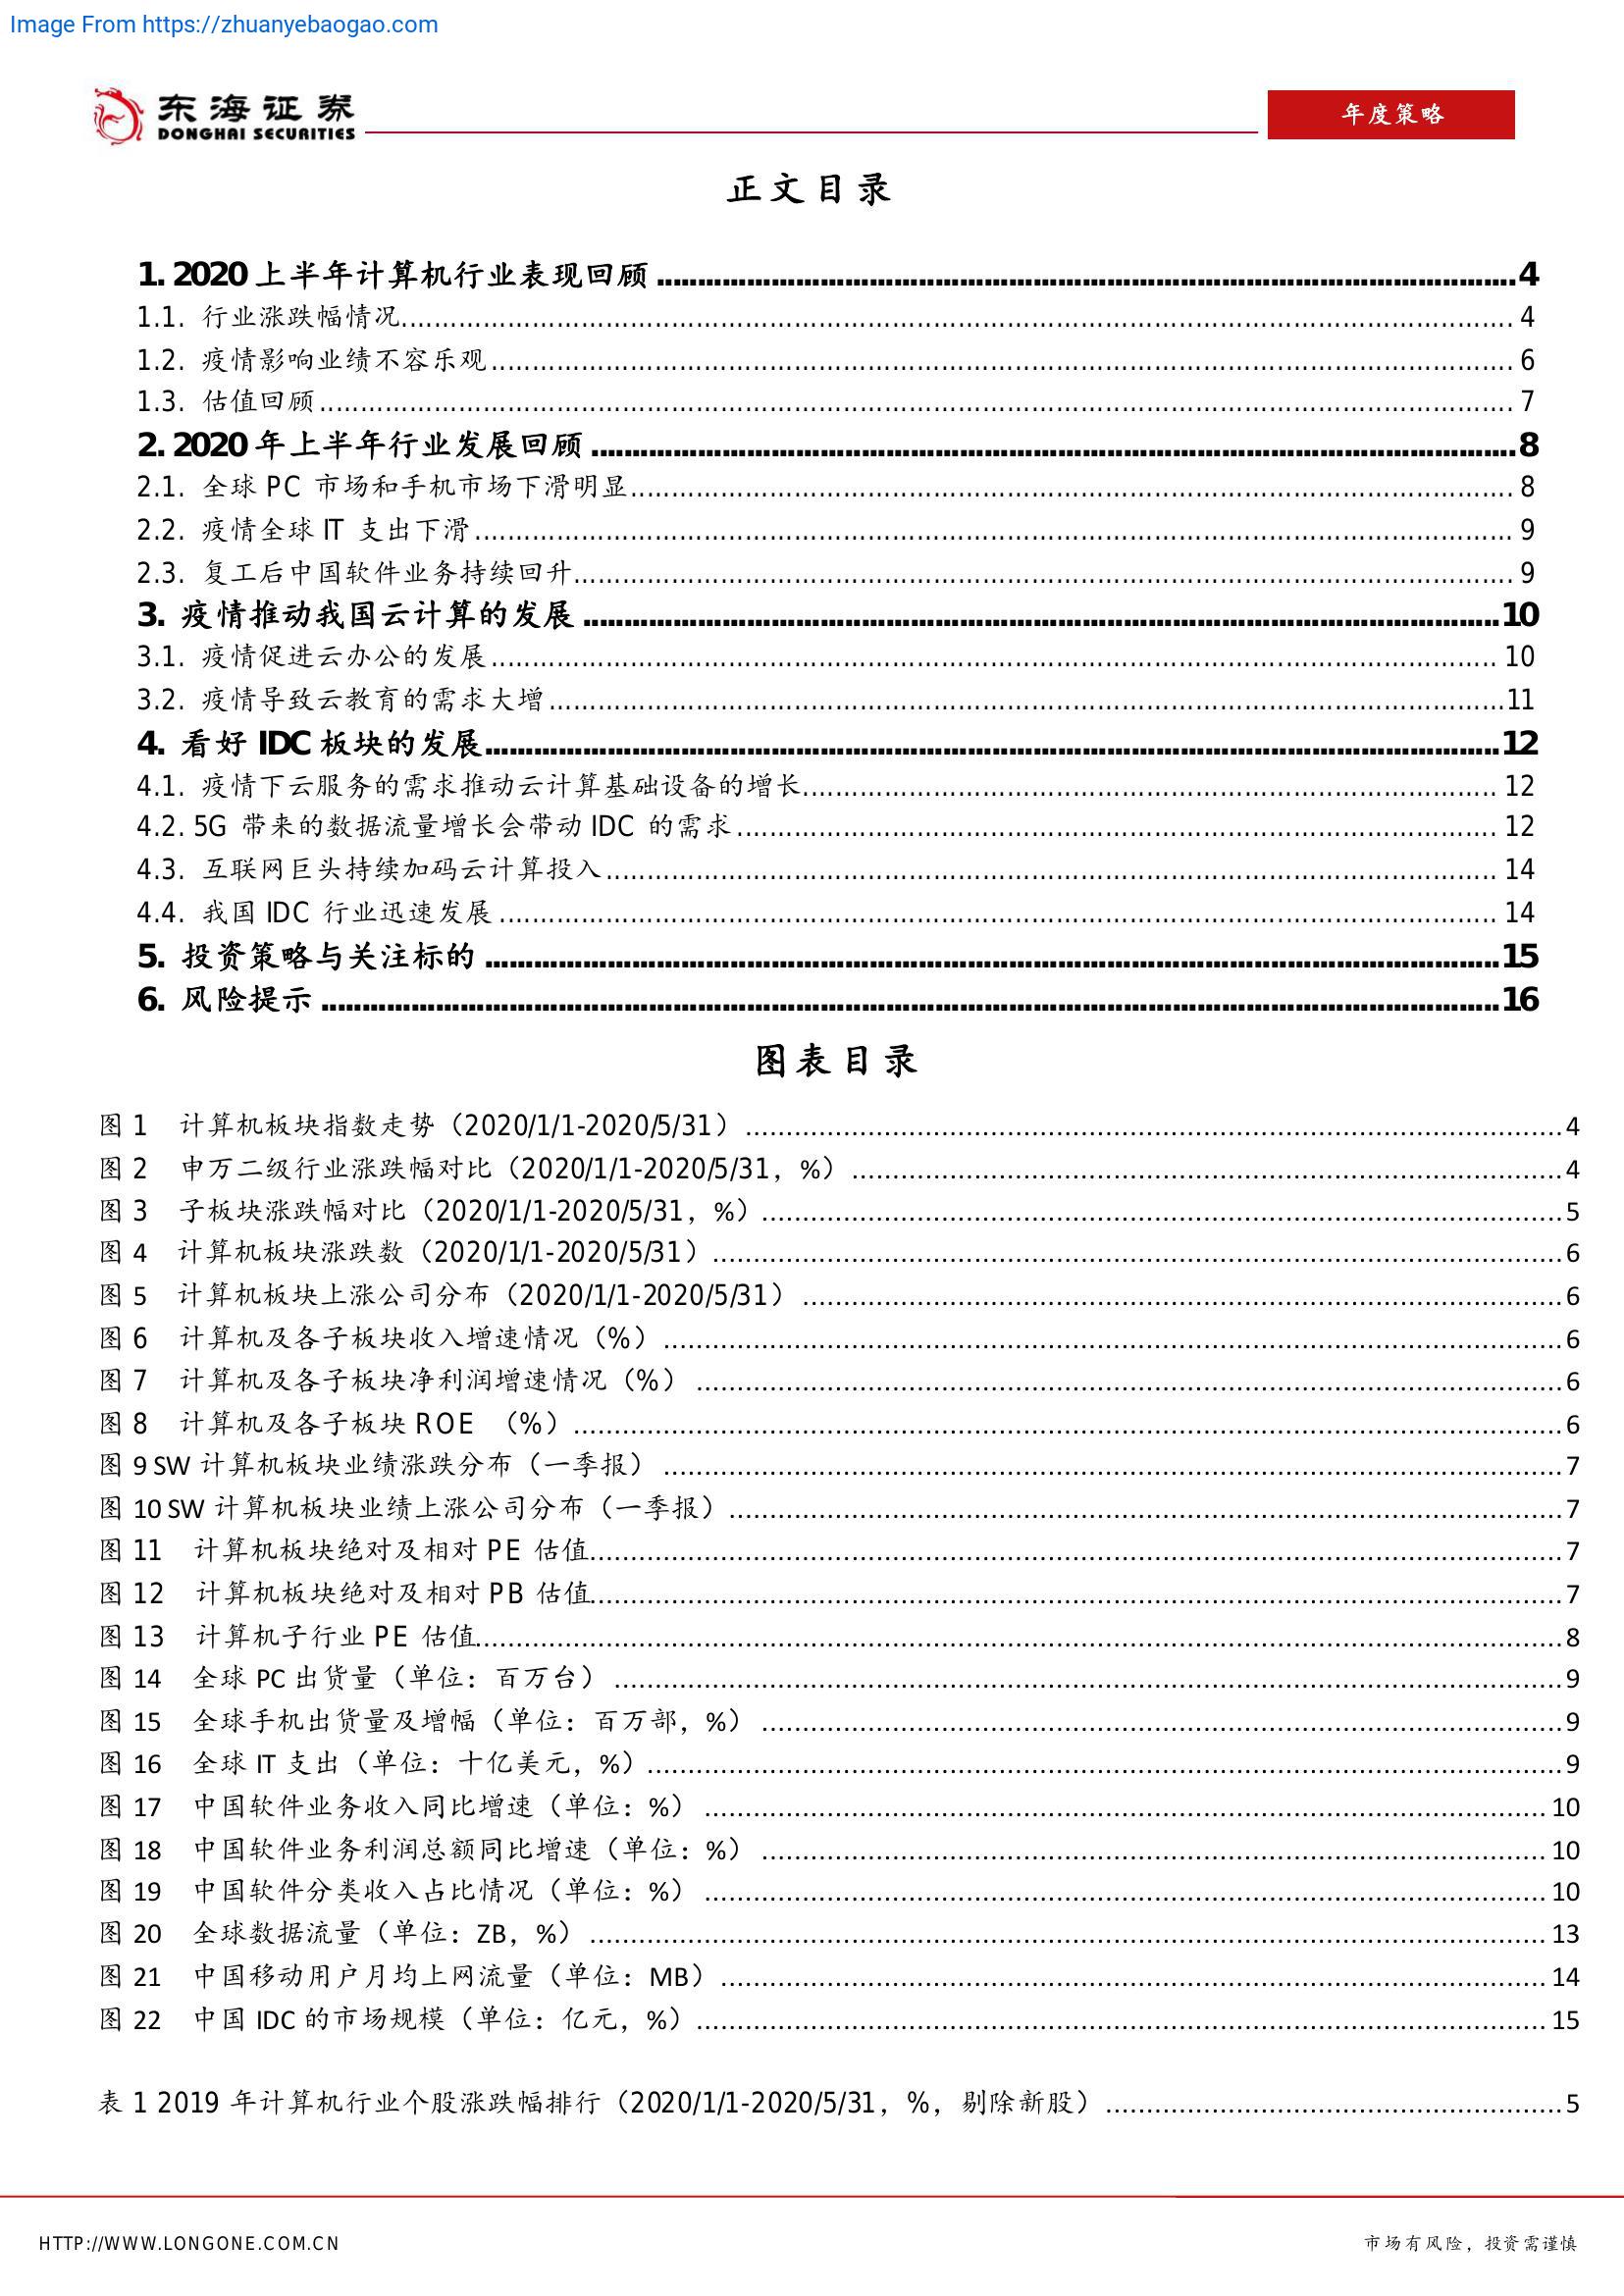 Image From https://zhuanyebaogao.com
东海证券
DONGHAI SECURITIES
年度策略
正文目录
1. 2020 上半年计算机行业表现回顾 ........ 4
1.1. 行业涨跌幅情况 ........ 4
1.2. 疫情影响业绩不容乐观 ........ 6
1.3. 估值回顾 ........ 7
2. 2020 年上半年行业发展回顾 ........ 8
2.1. 全球 PC 市场和手机市场下滑明显 ........ 8
2.2. 疫情全球 IT 支出下滑 ........ 9
2.3. 复工后中国软件业务持续回升 ........ 9
3. 疫情推动我国云计算的发展 ........ 10
3.1. 疫情促进云办公的发展 ........ 10
3.2. 疫情导致云教育的需求大增 ........ 11
4. 看好 IDC 板块的发展 ........ 12
4.1. 疫情下云服务的需求推动云计算基础设备的增长 ........ 12
4.2. 5G 带来的数据流量增长会带动 IDC 的需求 ........ 12
4.3. 互联网巨头持续加码云计算投入 ........ 14
4.4. 我国 IDC 行业迅速发展 ........ 14
5. 投资策略与关注标的 ........ 15
6. 风险提示 ........ 16
图表目录
图 1 计算机板块指数走势（2020/1/1-2020/5/31） ........ 4
图 2 申万二级行业涨跌幅对比（2020/1/1-2020/5/31，%） ........ 4
图 3 子板块涨跌幅对比（2020/1/1-2020/5/31，%） ........ 5
图 4 计算机板块涨跌数（2020/1/1-2020/5/31） ........ 6
图 5 计算机板块上涨公司分布（2020/1/1-2020/5/31） ........ 6
图 6 计算机及各子板块收入增速情况（%） ........ 6
图 7 计算机及各子板块净利润增速情况（%） ........ 6
图 8 计算机及各子板块 ROE （%） ........ 6
图 9 SW 计算机板块业绩涨跌分布（一季报） ........ 7
图 10 SW 计算机板块业绩上涨公司分布（一季报） ........ 7
图 11 计算机板块绝对及相对 PE 估值 ........ 7
图 12 计算机板块绝对及相对 PB 估值 ........ 7
图 13 计算机子行业 PE 估值 ........ 8
图 14 全球 PC 出货量（单位：百万台） ........ 9
图 15 全球手机出货量及增幅（单位：百万部，%） ........ 9
图 16 全球 IT 支出（单位：十亿美元，%） ........ 9
图 17 中国软件业务收入同比增速（单位：%） ........ 10
图 18 中国软件业务利润总额同比增速（单位：%） ........ 10
图 19 中国软件分类收入占比情况（单位：%） ........ 10
图 20 全球数据流量（单位：ZB，%） ........ 13
图 21 中国移动用户月均上网流量（单位：MB） ........ 14
图 22 中国 IDC 的市场规模（单位：亿元，%） ........ 15
表 1 2019 年计算机行业个股涨跌幅排行（2020/1/1-2020/5/31，%，剔除新股） ........ 5
HTTP://WWW.LONGONE.COM.CN
市场有风险，投资需谨慎